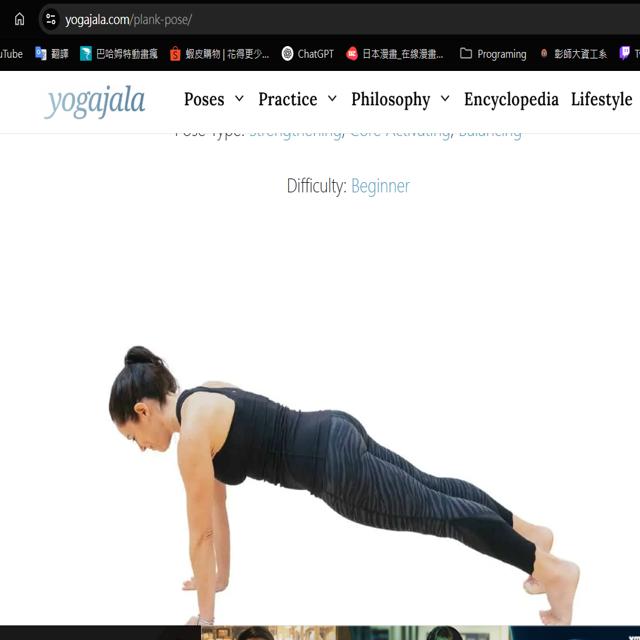 yogajala.com/plank-pose/
uTube 翻譯 巴哈姆特動畫瘋 蝦皮購物 | 花得更少... ChatGPT 日本漫畫_在線漫畫... Programing 彰師大資工系
yogajala Poses Practice Philosophy Encyclopedia Lifestyle
Pose Type: Strengthening, Core Activating, Balancing
Difficulty: Beginner